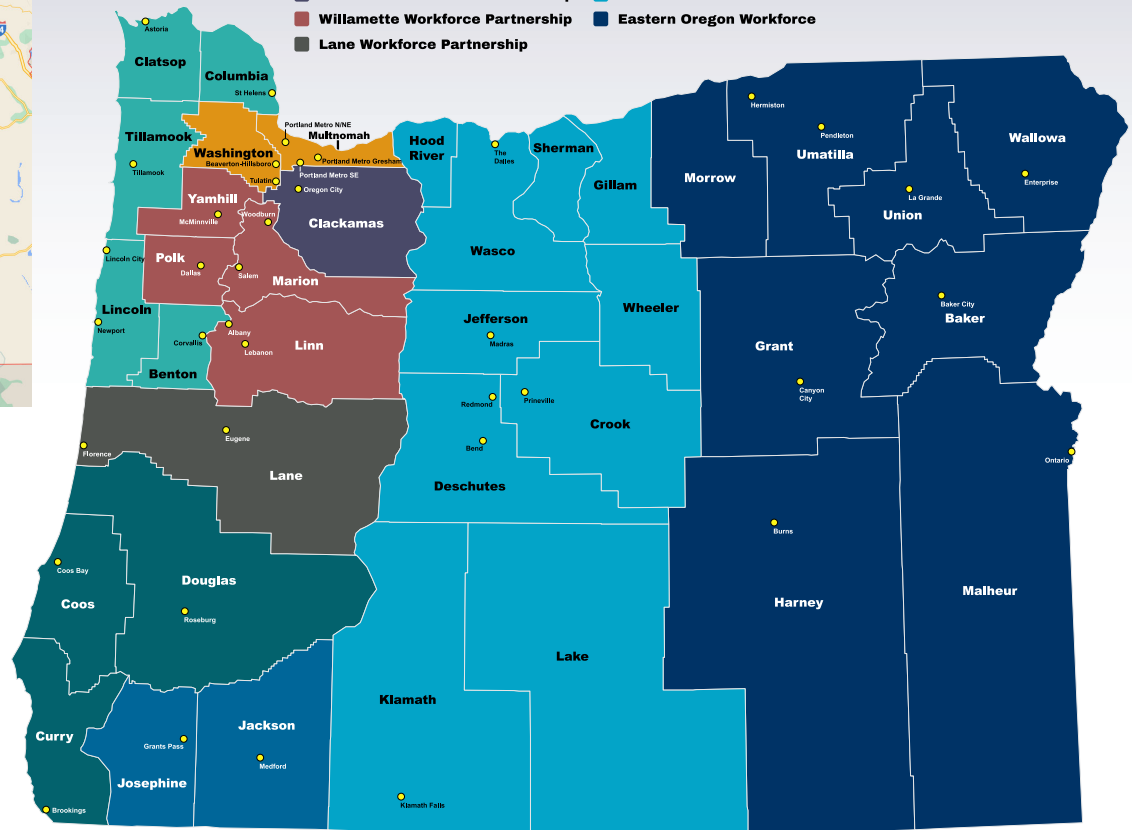 Willamette Workforce Partnership
Eastern Oregon Workforce
Lane Workforce Partnership
Astoria
Clatsop
Columbia
St Helens
Hermiston
Portland Metro N/NE
Multnomah
Tillamook
Washington
Beaverton-Hillsboro
Portland Metro Gresham
Portland Metro SE
Tillamook
Tulatin
Oregon City
Hood
River
The
Dalles
Sherman
Gillam
Morrow
Pendleton
Umatilla
Wallowa
Enterprise
La Grande
Union
Yamhill
McMinnville
Woodburn
Clackamas
Wasco
Lincoln City
Polk
Dallas
Salem
Marion
Lincoln
Newport
Corvallis
Albany
Lebanon
Linn
Benton
Jefferson
Madras
Wheeler
Grant
Canyon
City
Baker City
Baker
Redmond
Prineville
Crook
Bend
Deschutes
Eugene
Florence
Lane
Ontario
Burns
Harney
Malheur
Coos Bay
Coos
Douglas
Roseburg
Lake
Klamath
Klamath Falls
Curry
Brookings
Grants Pass
Josephine
Jackson
Medford